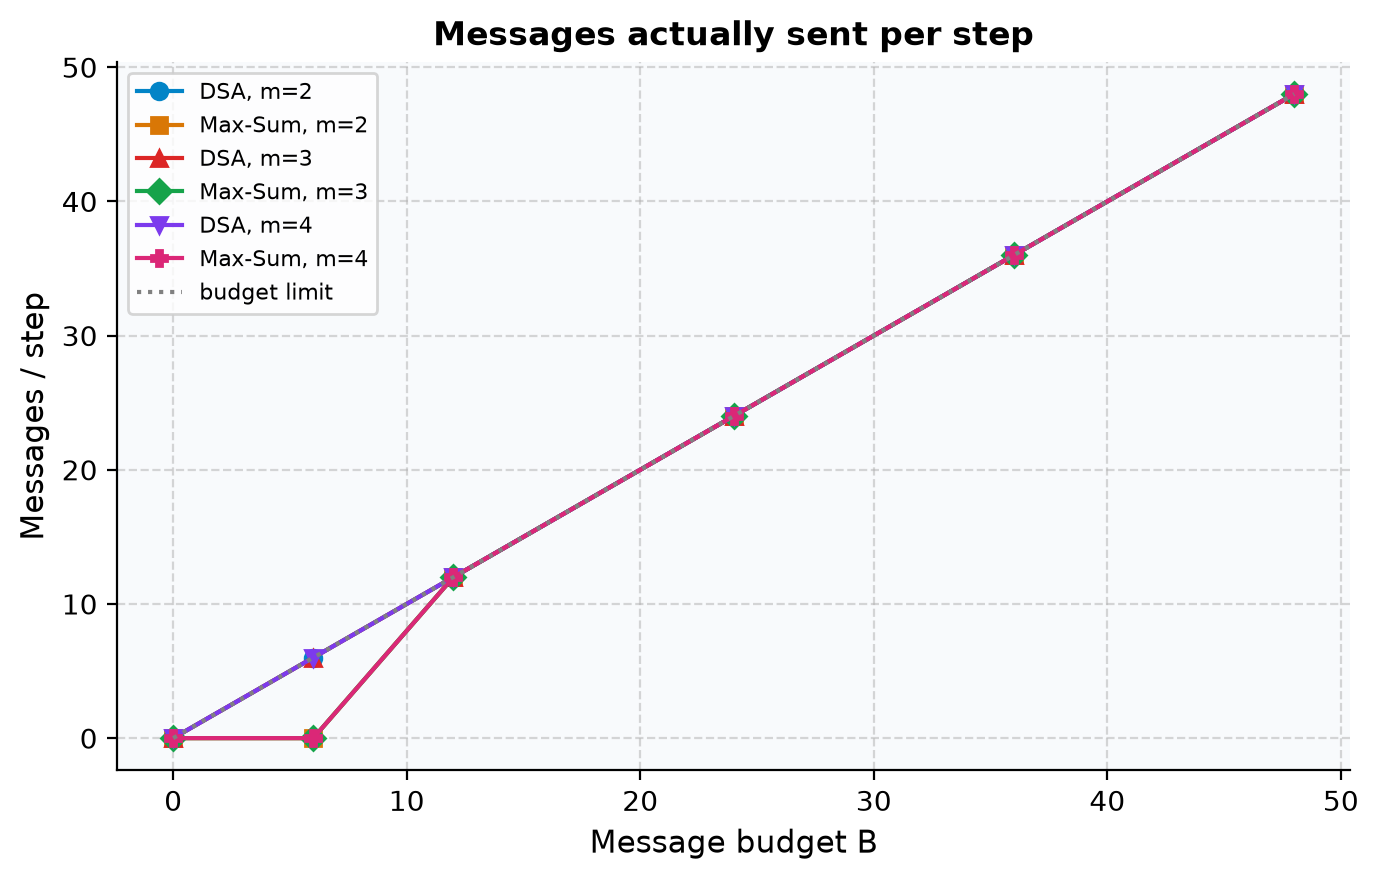 Messages actually sent per step
50
40
30
20
10
0
Messages / step
DSA, m=2
Max-Sum, m=2
DSA, m=3
Max-Sum, m=3
DSA, m=4
Max-Sum, m=4
budget limit
0 10 20 30 40 50
Message budget B